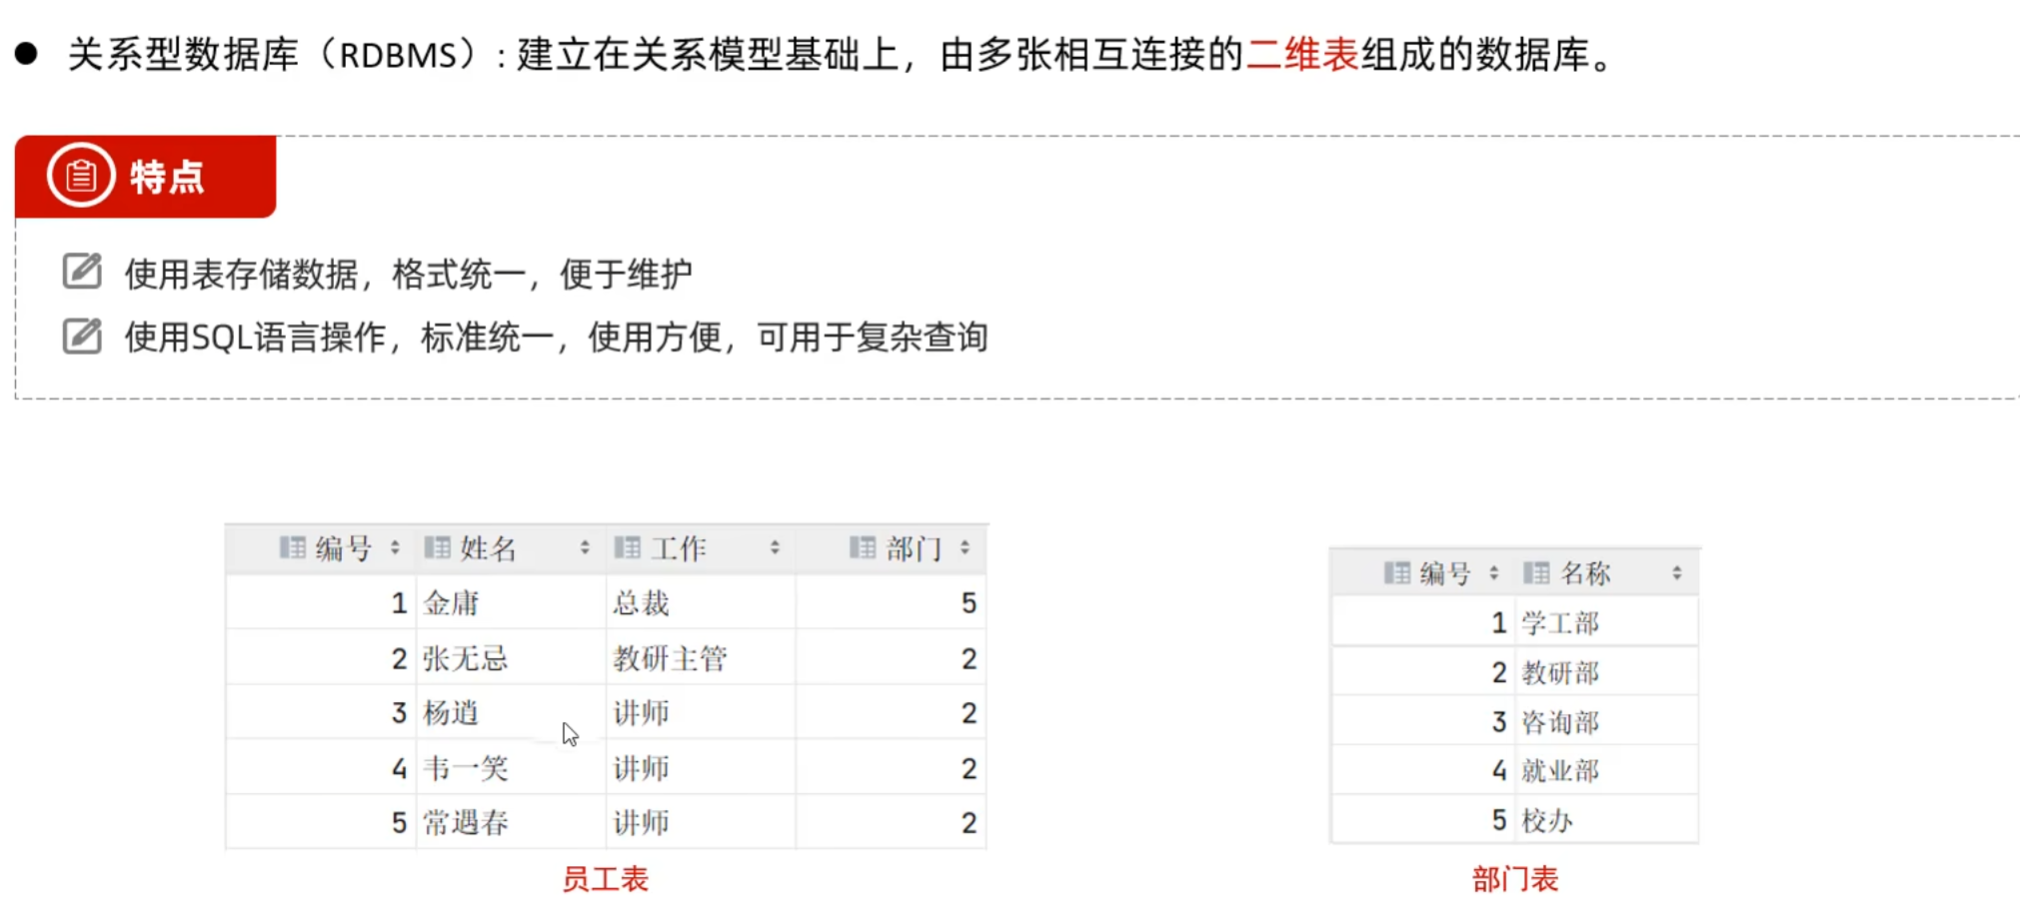 ● 关系型数据库（RDBMS）: 建立在关系模型基础上，由多张相互连接的二维表组成的数据库。
特点
使用表存储数据，格式统一，便于维护
使用SQL语言操作，标准统一，使用方便，可用于复杂查询
编号 姓名 工作 部门
1 金庸 总裁 5
2 张无忌 教研主管 2
3 杨逍 讲师 2
4 韦一笑 讲师 2
5 常遇春 讲师 2
员工表
编号 名称
1 学工部
2 教研部
3 咨询部
4 就业部
5 校办
部门表